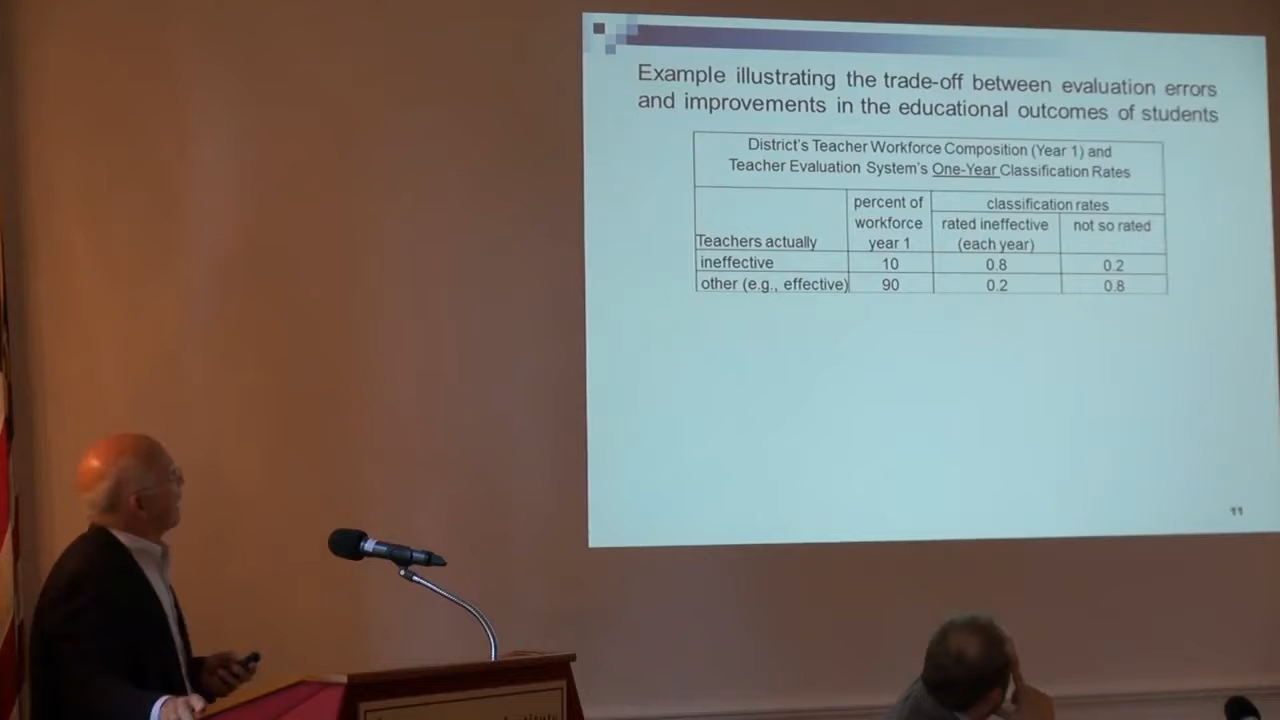 Example illustrating the trade-off between evaluation errors
and improvements in the educational outcomes of students
District's Teacher Workforce Composition (Year 1) and
Teacher Evaluation System's One-Year Classification Rates
percent of
workforce
year 1
classification rates
rated ineffective
(each year)
not so rated
Teachers actually
ineffective 10 0.8 0.2
other (e.g., effective) 90 0.2 0.8
11